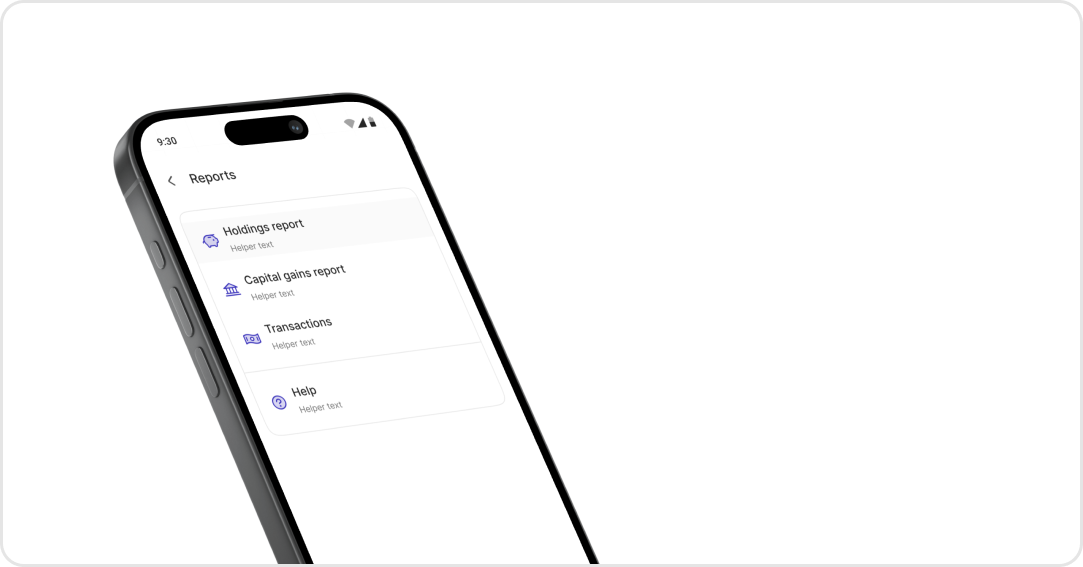 9:30
Reports
Holdings report
Helper text
Capital gains report
Helper text
Transactions
Helper text
Help
Helper text